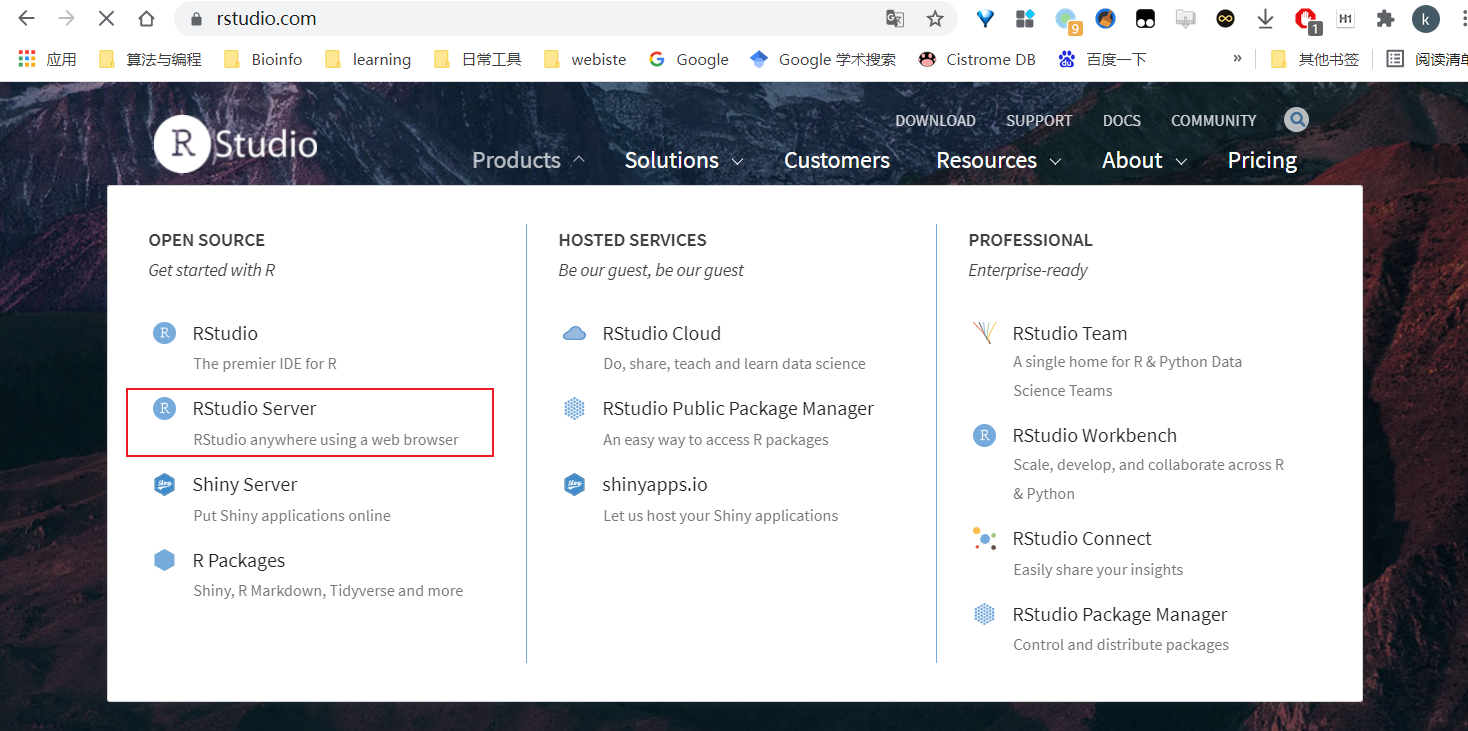 rstudio.com
9
1
H1
k
应用
算法与编程
Bioinfo
learning
日常工具
webiste
Google
Google 学术搜索
Cistrome DB
百度一下
»
其他书签
阅读清单
R Studio
DOWNLOAD
SUPPORT
DOCS
COMMUNITY
Products
Solutions
Customers
Resources
About
Pricing
OPEN SOURCE
Get started with R
R
RStudio
The premier IDE for R
R
RStudio Server
RStudio anywhere using a web browser
Shiny
Shiny Server
Put Shiny applications online
R Packages
Shiny, R Markdown, Tidyverse and more
HOSTED SERVICES
Be our guest, be our guest
RStudio Cloud
Do, share, teach and learn data science
RStudio Public Package Manager
An easy way to access R packages
Shiny
shinyapps.io
Let us host your Shiny applications
PROFESSIONAL
Enterprise-ready
RStudio Team
A single home for R & Python Data
Science Teams
R
RStudio Workbench
Scale, develop, and collaborate across R
& Python
RStudio Connect
Easily share your insights
RStudio Package Manager
Control and distribute packages